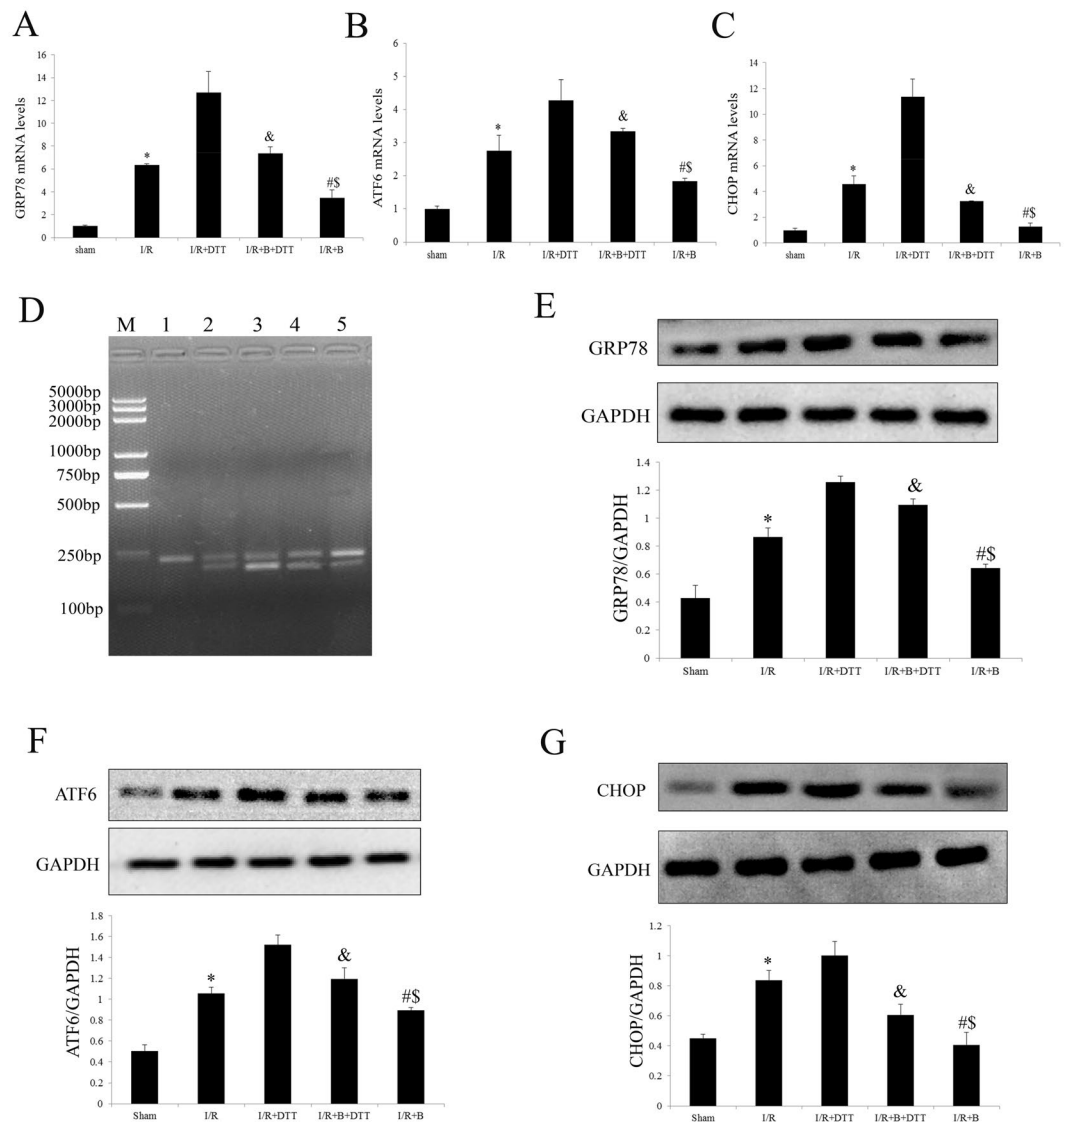 A
GRP78 mRNA levels
16
14
12
10
8
6
4
2
0
*
&
#$
sham I/R I/R+DTT I/R+B+DTT I/R+B
B
ATF6 mRNA levels
6
5
4
3
2
1
0
*
&
#$
sham I/R I/R+DTT I/R+B+DTT I/R+B
C
CHOP mRNA levels
14
12
10
8
6
4
2
0
*
&
#$
sham I/R I/R+DTT I/R+B+DTT I/R+B
D
M 1 2 3 4 5
5000bp
3000bp
2000bp
1000bp
750bp
500bp
250bp
100bp
E
GRP78
GAPDH
GRP78/GAPDH
1.4
1.2
1
0.8
0.6
0.4
0.2
0
*
&
#$
Sham I/R I/R+DTT I/R+B+DTT I/R+B
F
ATF6
GAPDH
ATF6/GAPDH
1.8
1.6
1.4
1.2
1
0.8
0.6
0.4
0.2
0
*
&
#$
Sham I/R I/R+DTT I/R+B+DTT I/R+B
G
CHOP
GAPDH
CHOP/GAPDH
1.2
1
0.8
0.6
0.4
0.2
0
*
&
#$
Sham I/R I/R+DTT I/R+B+DTT I/R+B